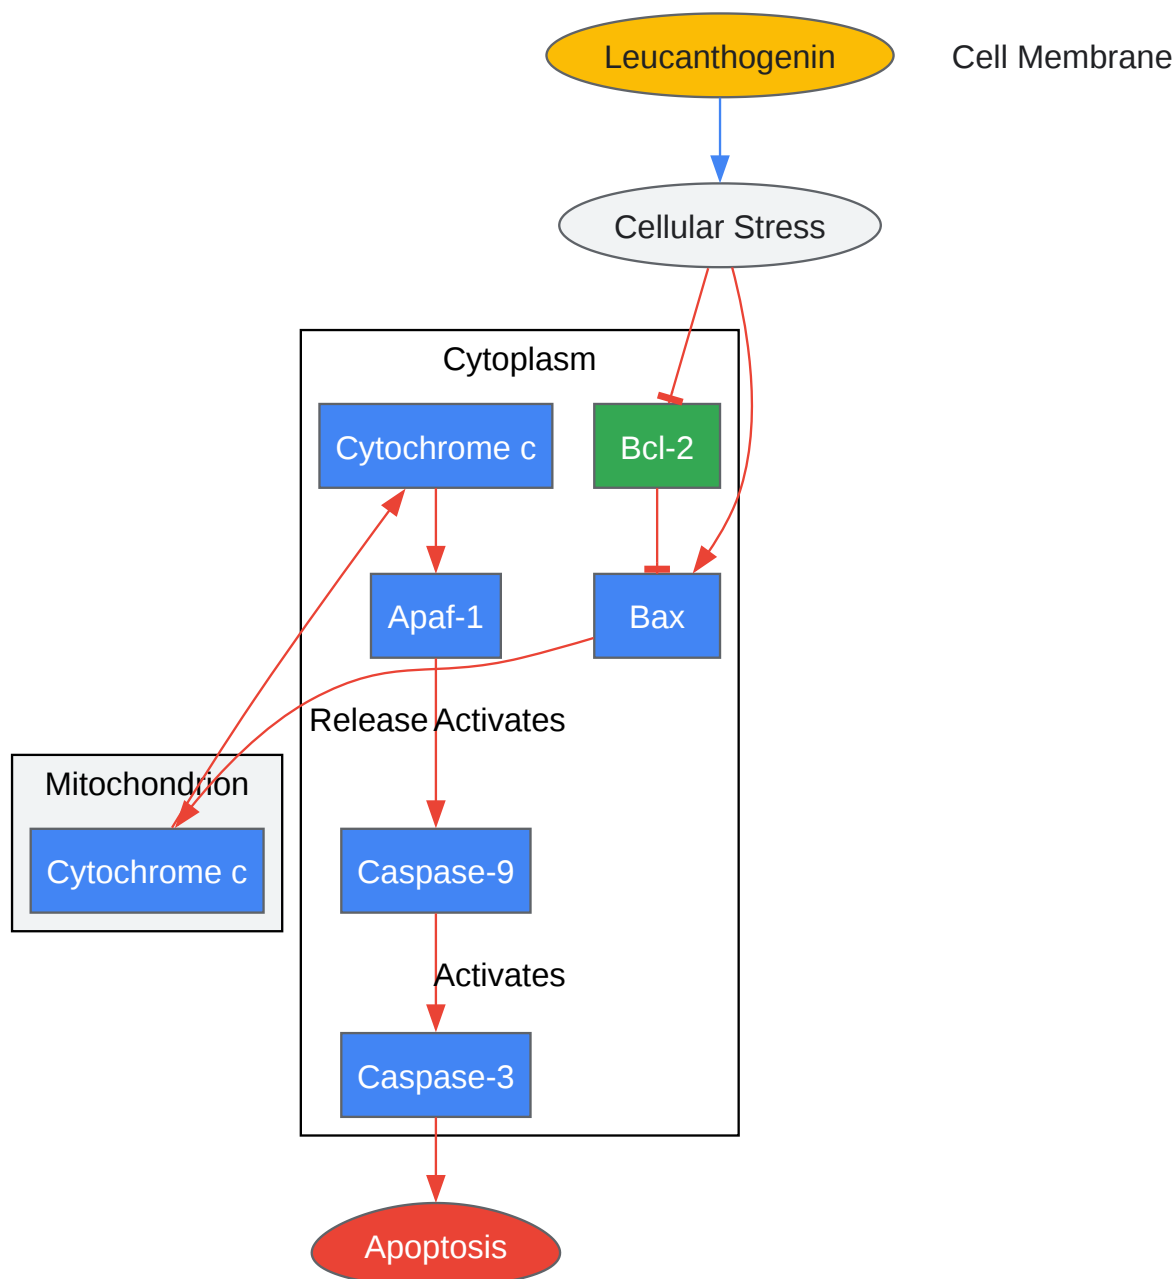 Leucanthogenin
Cell Membrane
Cellular Stress
Cytoplasm
Cytochrome c
Bcl-2
Apaf-1
Bax
Release
Activates
Mitochondrion
Cytochrome c
Caspase-9
Activates
Caspase-3
Apoptosis